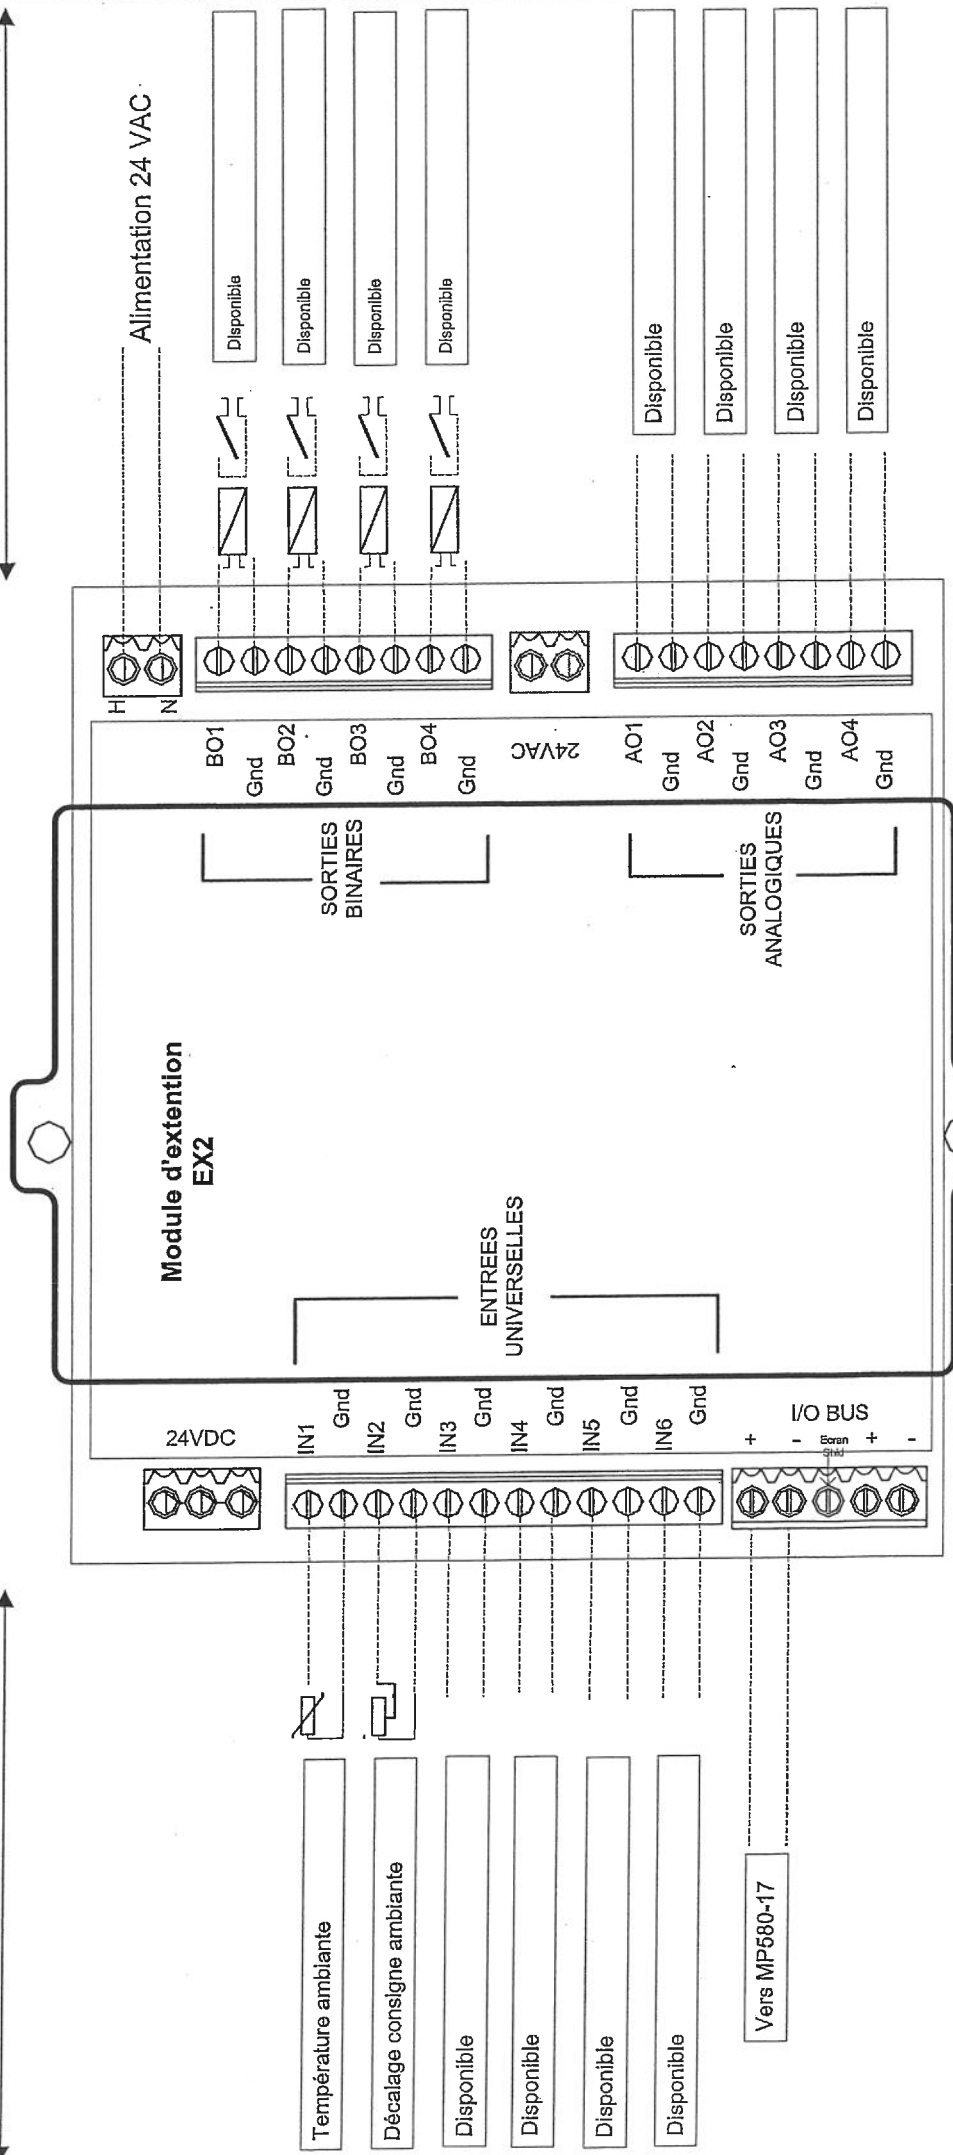 Alimentation 24 VAC
Disponible
Disponible
Disponible
Disponible
Disponible
Disponible
Disponible
Disponible
H
N
BO1
Gnd
BO2
Gnd
BO3
Gnd
BO4
Gnd
24VAC
AO1
Gnd
AO2
Gnd
AO3
Gnd
AO4
Gnd
SORTIES
BINAIRES
SORTIES
ANALOGIQUES
Module d'extention
EX2
ENTREES
UNIVERSELLES
24VDC
IN1
Gnd
IN2
Gnd
IN3
Gnd
IN4
Gnd
IN5
Gnd
IN6
Gnd
I/O BUS
+
-
Ecran
+
-
Température ambiante
Décalage consigne ambiante
Disponible
Disponible
Disponible
Disponible
Vers MP580-17